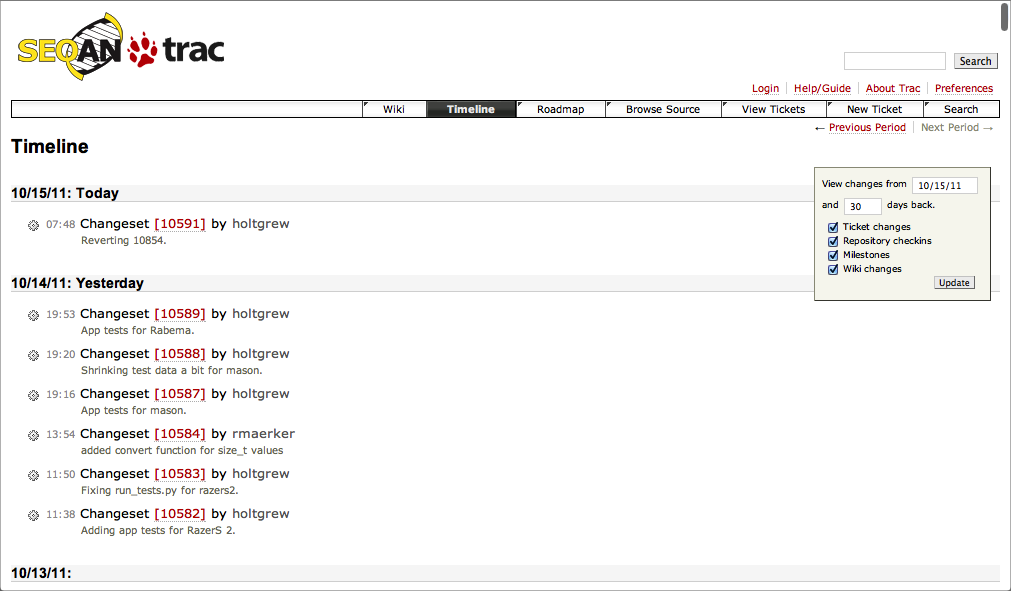 SEQAN trac
Search
Login Help/Guide About Trac Preferences
Wiki Timeline Roadmap Browse Source View Tickets New Ticket Search
← Previous Period Next Period →
Timeline
View changes from 10/15/11
and 30 days back.
Ticket changes
Repository checkins
Milestones
Wiki changes
Update
10/15/11: Today
07:48 Changeset [10591] by holtgrew
Reverting 10854.
10/14/11: Yesterday
19:53 Changeset [10589] by holtgrew
App tests for Rabema.
19:20 Changeset [10588] by holtgrew
Shrinking test data a bit for mason.
19:16 Changeset [10587] by holtgrew
App tests for mason.
13:54 Changeset [10584] by rmaerker
added convert function for size_t values
11:50 Changeset [10583] by holtgrew
Fixing run_tests.py for razers2.
11:38 Changeset [10582] by holtgrew
Adding app tests for RazerS 2.
10/13/11: